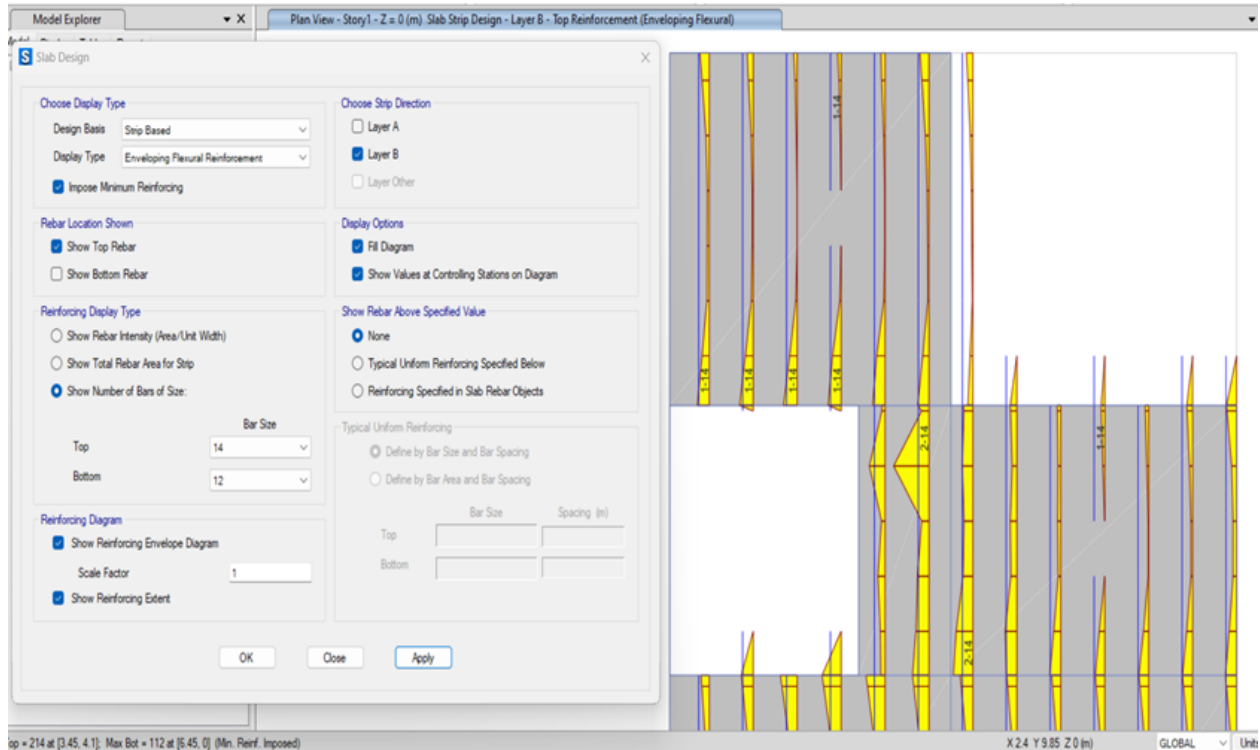 Model Explorer
Plan View - Story1 - Z = 0 (m) Slab Strip Design - Layer B - Top Reinforcement (Enveloping Flexural)
Slab Design
Choose Display Type
Design Basis Strip Based
Display Type Enveloping Flexural Reinforcement
Impose Minimum Reinforcing
Rebar Location Shown
Show Top Rebar
Show Bottom Rebar
Reinforcing Display Type
Show Rebar Intensity (Area/Unit Width)
Show Total Rebar Area for Strip
Show Number of Bars of Size:
Bar Size
Top 14
Bottom 12
Reinforcing Diagram
Show Reinforcing Envelope Diagram
Scale Factor 1
Show Reinforcing Extent
Choose Strip Direction
Layer A
Layer B
Layer Other
Display Options
Fill Diagram
Show Values at Controlling Stations on Diagram
Show Rebar Above Specified Value
None
Typical Uniform Reinforcing Specified Below
Reinforcing Specified in Slab Rebar Objects
Typical Uniform Reinforcing
Define by Bar Size and Bar Spacing
Define by Bar Area and Bar Spacing
Bar Size Spacing (m)
Top
Bottom
OK Close Apply
1-14
1-14
1-14
1-14
1-14
2-14
1-14
2-14
op = 214 at [3.45, 4.1]; Max Bot = 112 at [6.45, 0] (Min. Reinf. Imposed)
X 2.4 Y 9.85 Z 0 (m)
GLOBAL
Units